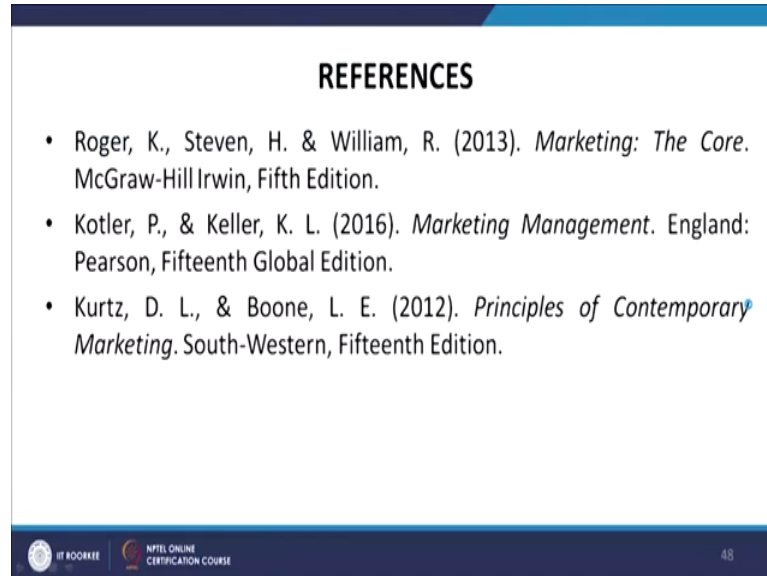 REFERENCES
• Roger, K., Steven, H. & William, R. (2013). Marketing: The Core.
McGraw-Hill Irwin, Fifth Edition.
• Kotler, P., & Keller, K. L. (2016). Marketing Management. England:
Pearson, Fifteenth Global Edition.
• Kurtz, D. L., & Boone, L. E. (2012). Principles of Contemporary
Marketing. South-Western, Fifteenth Edition.
IIT ROORKEE
NPTEL ONLINE
CERTIFICATION COURSE
48